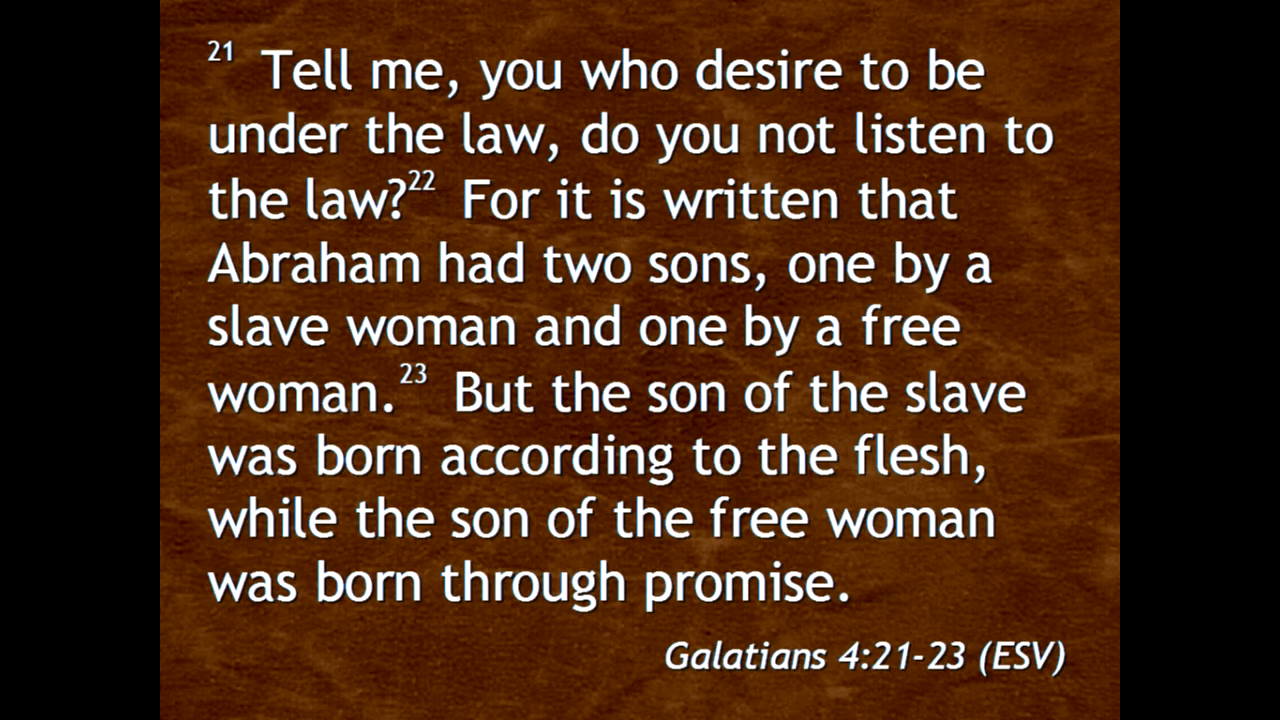 21 Tell me, you who desire to be
under the law, do you not listen to
the law?22 For it is written that
Abraham had two sons, one by a
slave woman and one by a free
woman.23 But the son of the slave
was born according to the flesh,
while the son of the free woman
was born through promise.
Galatians 4:21-23 (ESV)